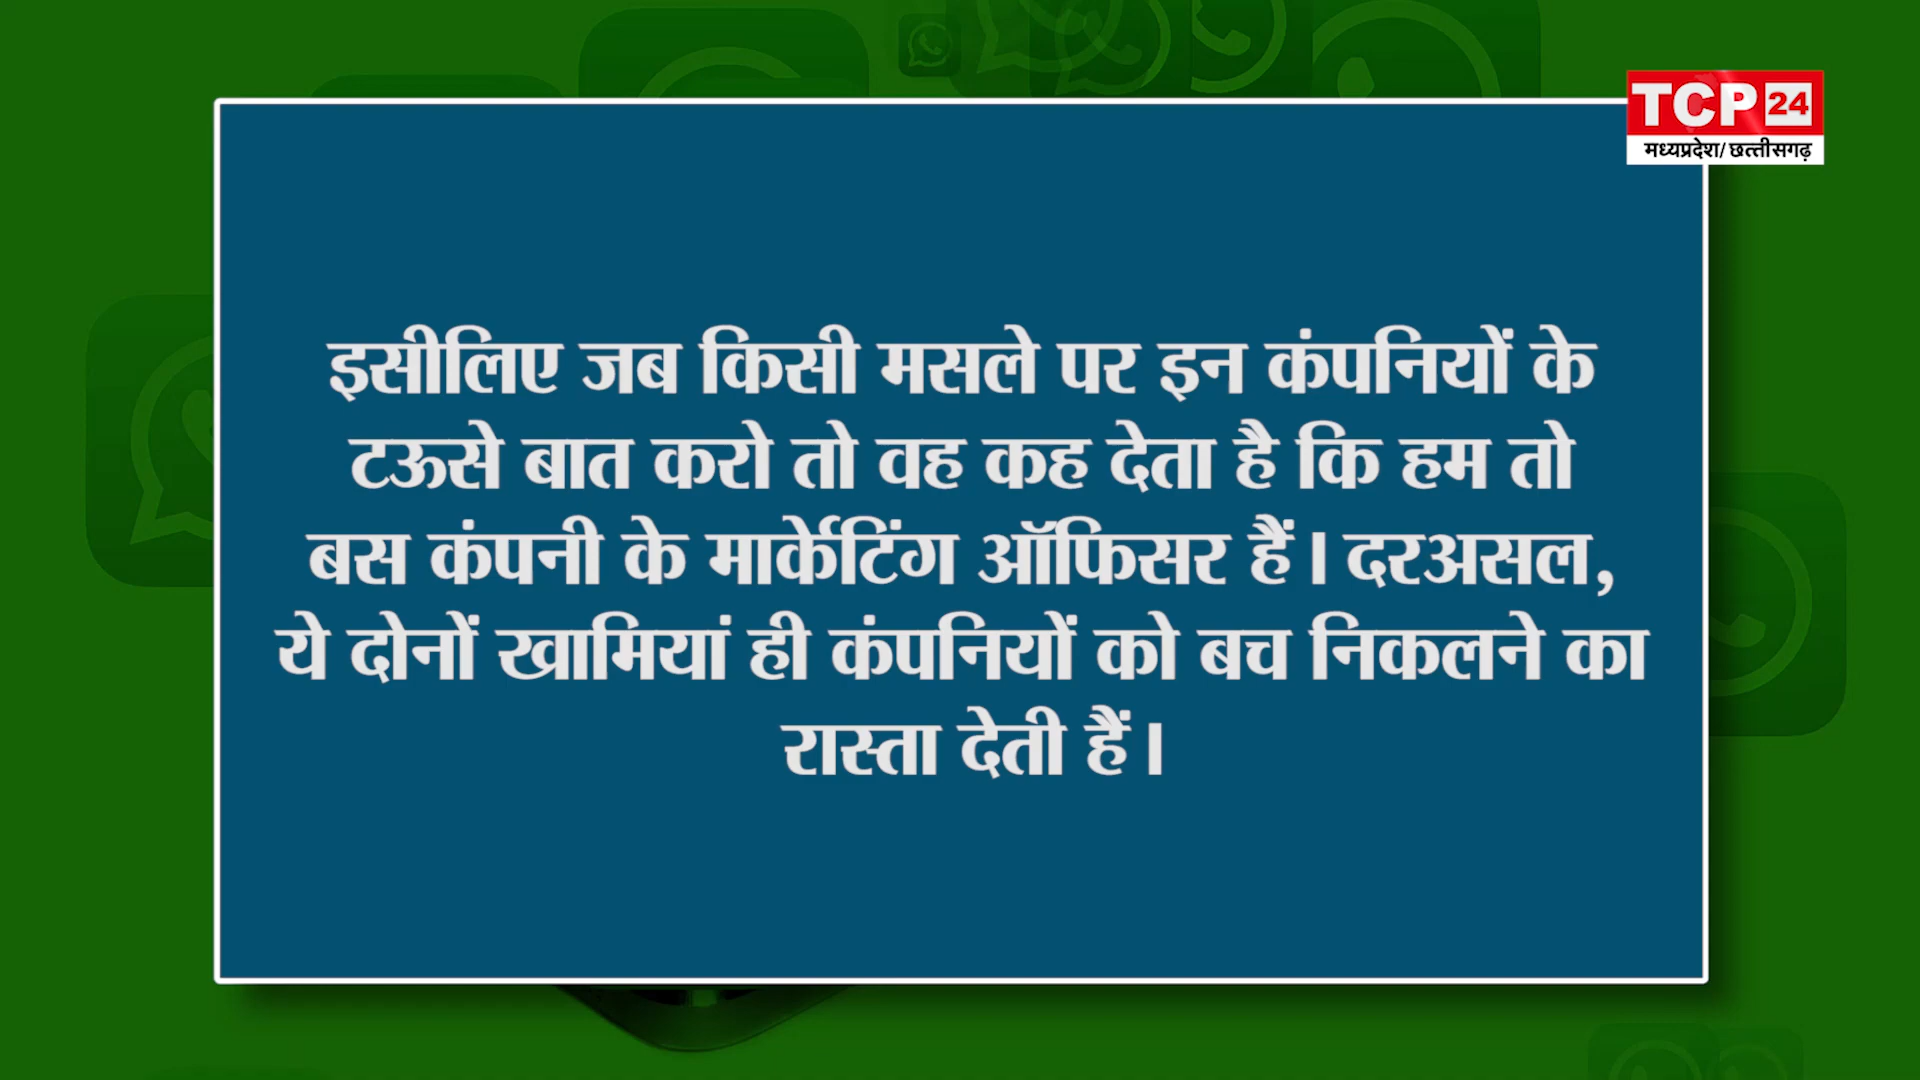 TCP 24
मध्यप्रदेश/छत्तीसगढ़
इसीलिए जब किसी मसले पर इन कंपनियों के
टऊसे बात करो तो वह कह देता है कि हम तो
बस कंपनी के मार्केटिंग ऑफिसर हैं। दरअसल,
ये दोनों खामियां ही कंपनियों को बच निकलने का
रास्ता देती हैं।